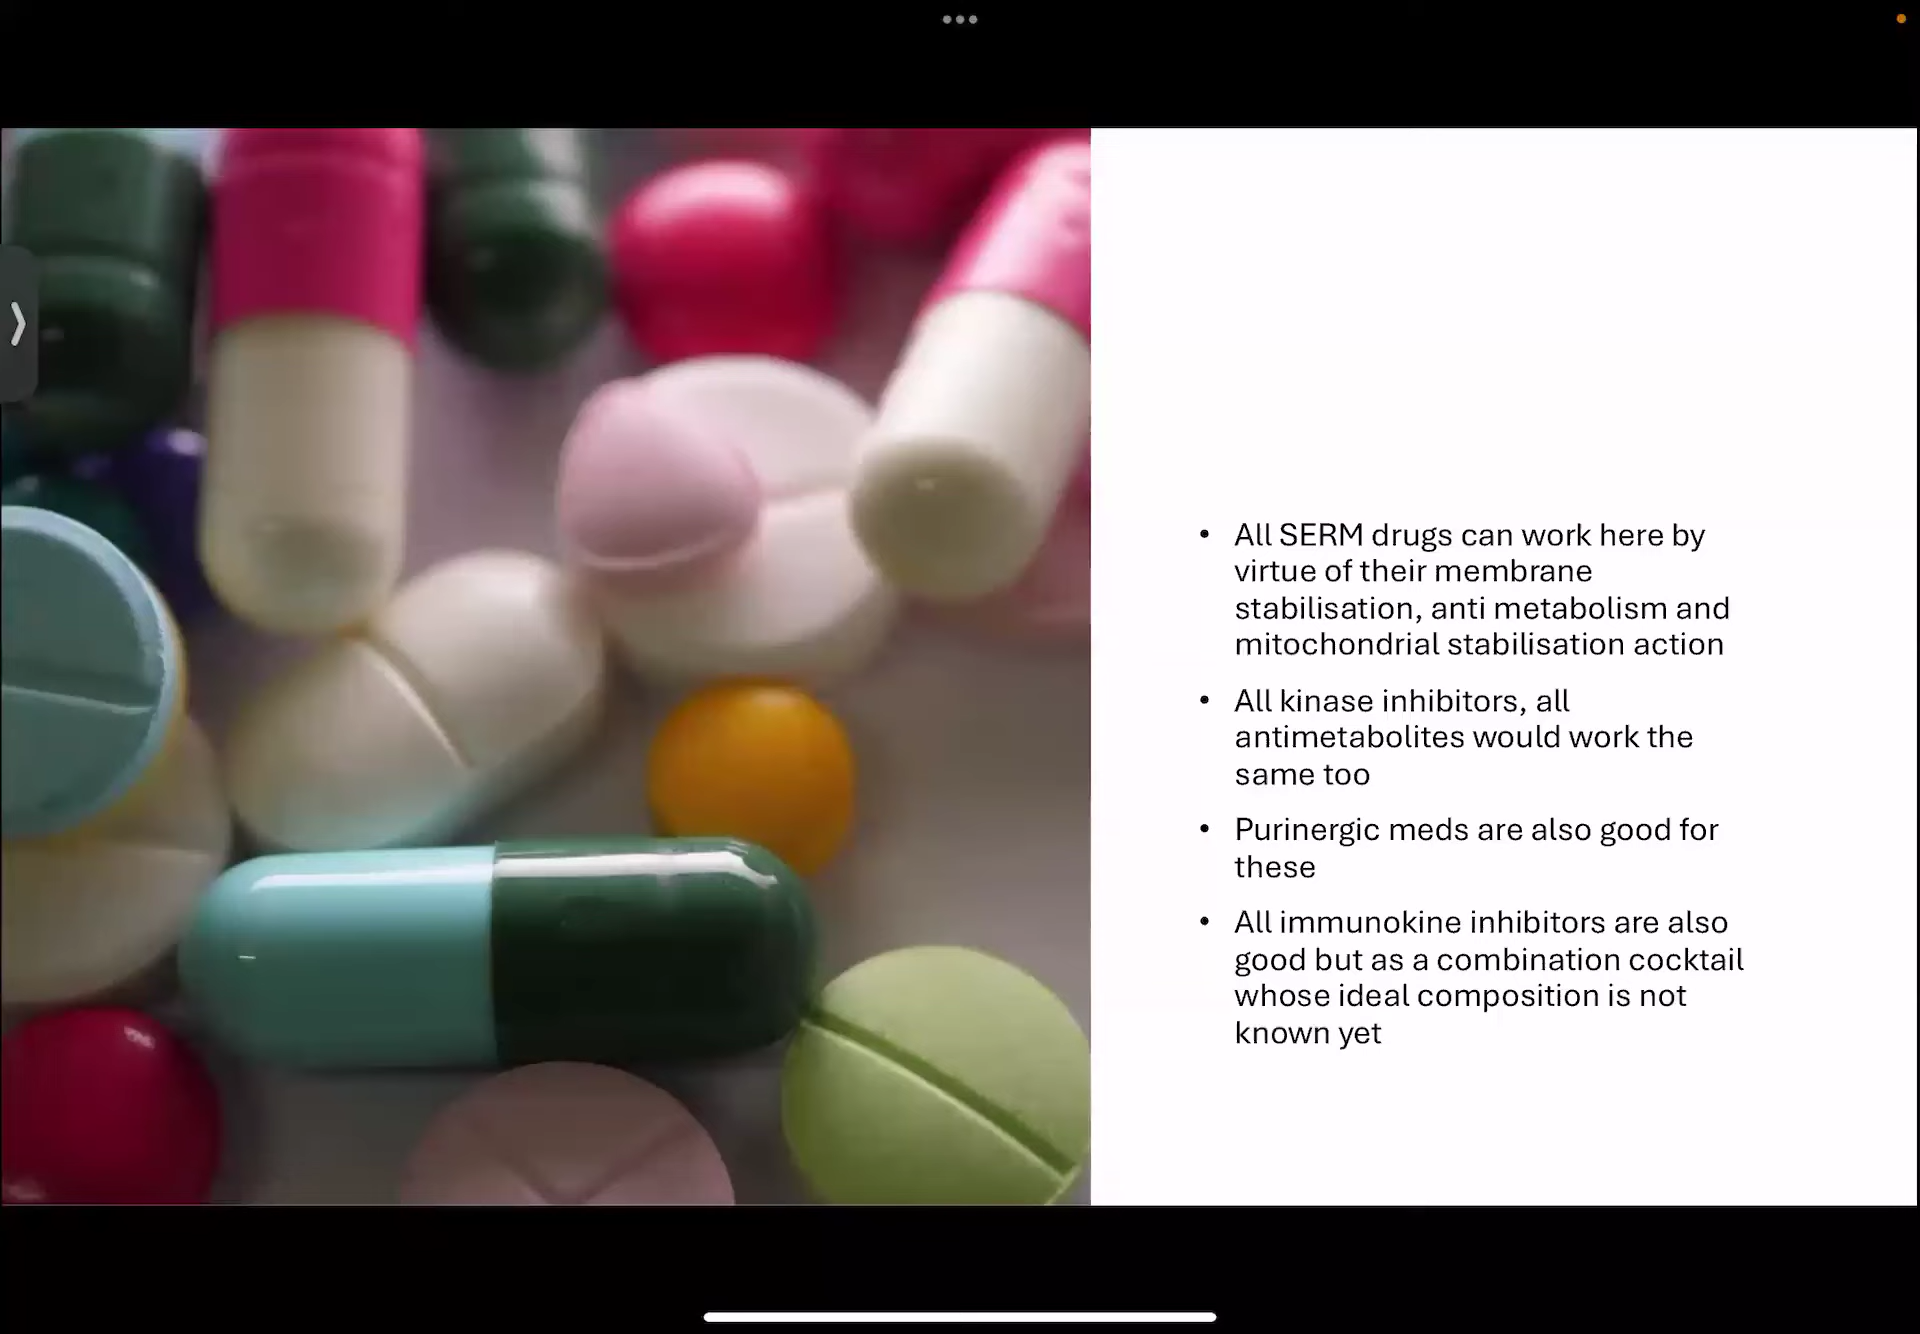 • All SERM drugs can work here by
virtue of their membrane
stabilisation, anti metabolism and
mitochondrial stabilisation action
• All kinase inhibitors, all
antimetabolites would work the
same too
• Purinergic meds are also good for
these
• All immunokine inhibitors are also
good but as a combination cocktail
whose ideal composition is not
known yet